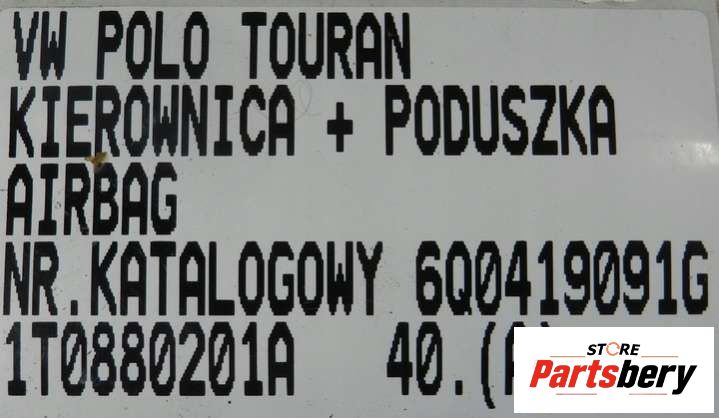 VW POLO TOURAN
KIEROWNICA + PODUSZKA
AIRBAG
NR.KATALOGOWY 6Q0419091G
1T0880201A 40.(
STORE
Partsbery